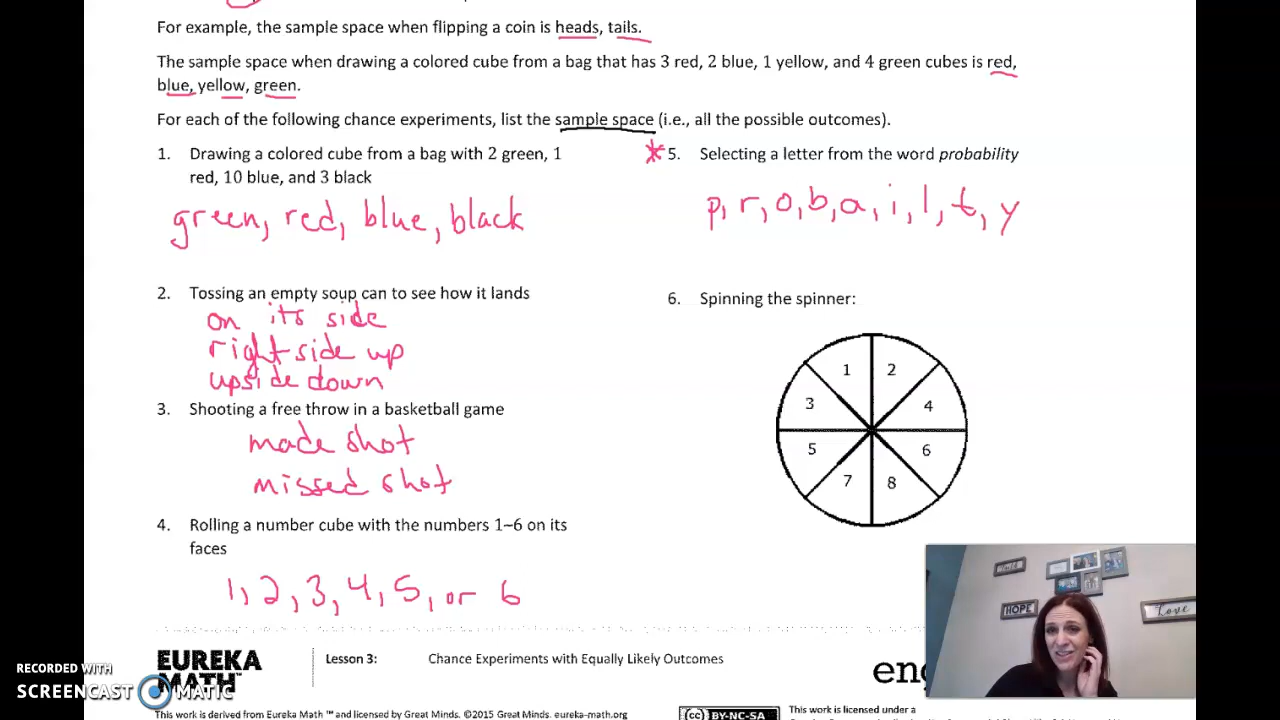 For example, the sample space when flipping a coin is heads, tails.
The sample space when drawing a colored cube from a bag that has 3 red, 2 blue, 1 yellow, and 4 green cubes is red,
blue, yellow, green.
For each of the following chance experiments, list the sample space (i.e., all the possible outcomes).
1. Drawing a colored cube from a bag with 2 green, 1
red, 10 blue, and 3 black
green, red, blue, black
2. Tossing an empty soup can to see how it lands
on its side
right side up
upside down
3. Shooting a free throw in a basketball game
made shot
missed shot
4. Rolling a number cube with the numbers 1–6 on its
faces
1, 2, 3, 4, 5, or 6
5. Selecting a letter from the word probability
p, r, o, b, a, i, l, t, y
6. Spinning the spinner:
1 2
3 4
5 6
7 8
HOPE
Love
EUREKA
MATH™
Lesson 3: Chance Experiments with Equally Likely Outcomes
RECORDED WITH
SCREENCAST MATIC
This work is derived from Eureka Math ™ and licensed by Great Minds. ©2015 Great Minds. eureka-math.org
cc BY-NC-SA
This work is licensed under a